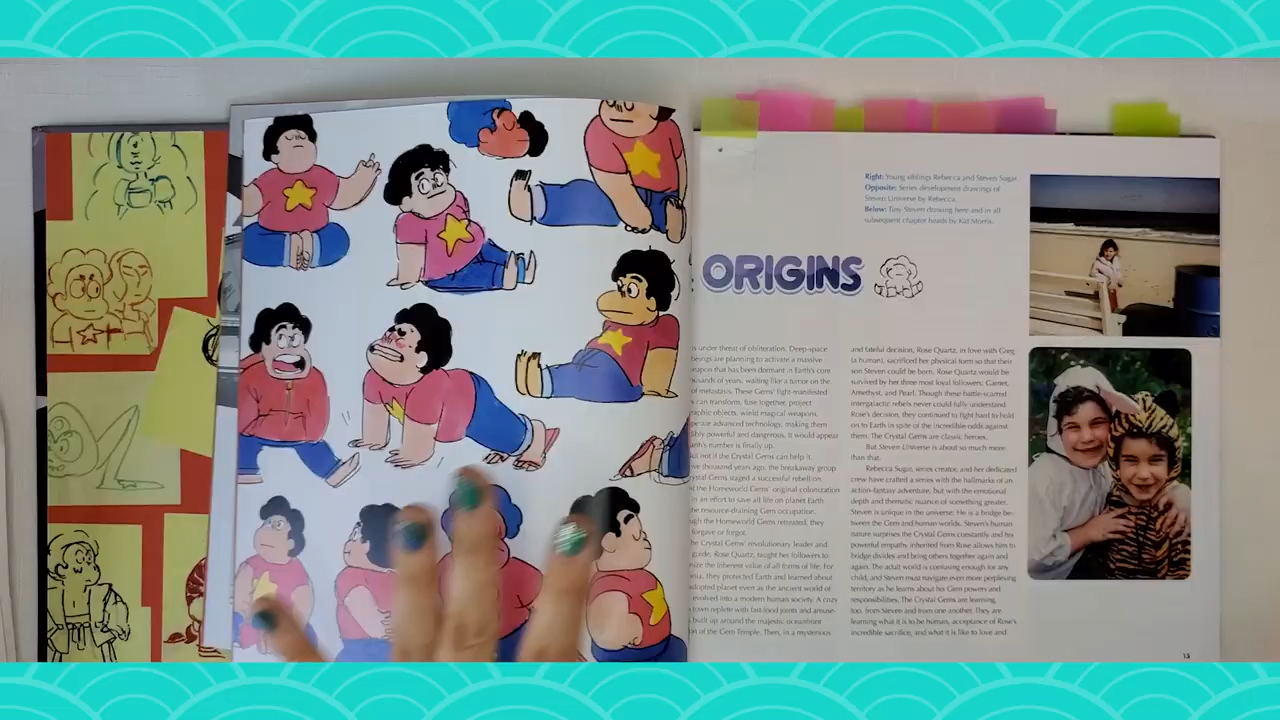 Right: Young siblings Rebecca and Steven Sugar.
Opposite: Series development drawings of
Steven Universe by Rebecca.
Below: Tiny Steven drawing here and in all
subsequent chapter heads by Kat Morris.
ORIGINS
is under threat of obliteration. Deep-space
beings are planning to activate a massive
eapon that has been dormant in Earth's core
ousands of years, waiting like a tumor on the
of metastasis. These Gems' fight-manifested
s can transform, fuse together, project
raphic objects, wield magical weapons,
perate advanced technology, making them
ibly powerful and dangerous. It would appear
arth's number is finally up.
ut not if the Crystal Gems can help it.
ve thousand years ago, the breakaway group
rystal Gems staged a successful rebellion
st the Homeworld Gems' original colonization
in an effort to save all life on planet Earth
the resource-draining Gem occupation.
ugh the Homeworld Gems retreated, they
forgave or forgot.
he Crystal Gems' revolutionary leader and
guide, Rose Quartz, taught her followers to
nize the inherent value of all forms of life. For
nia, they protected Earth and learned about
adopted planet even as the ancient world of
evolved into a modern human society. A cozy
town replete with fast-food joints and amuse-
built up around the majestic oceanfront
on of the Gem Temple. Then, in a mysterious
and fateful decision, Rose Quartz, in love with Greg
(a human), sacrificed her physical form so that their
son Steven could be born. Rose Quartz would be
survived by her three most loyal followers: Garnet,
Amethyst, and Pearl. Though these battle-scarred
intergalactic rebels never could fully understand
Rose's decision, they continued to fight hard to hold
on to Earth in spite of the incredible odds against
them. The Crystal Gems are classic heroes.
But Steven Universe is about so much more
than that.
Rebecca Sugar, series creator, and her dedicated
crew have crafted a series with the hallmarks of an
action-fantasy adventure, but with the emotional
depth and thematic nuance of something greater.
Steven is unique in the universe: He is a bridge be-
tween the Gem and human worlds. Steven's human
nature surprises the Crystal Gems constantly and his
powerful empathy inherited from Rose allows him to
bridge divides and bring others together again and
again. The adult world is confusing enough for any
child, and Steven must navigate even more perplexing
territory as he learns about his Gem powers and
responsibilities. The Crystal Gems are learning,
too, from Steven and from one another. They are
learning what it is to be human, acceptance of Rose's
incredible sacrifice, and what it is like to love and
13